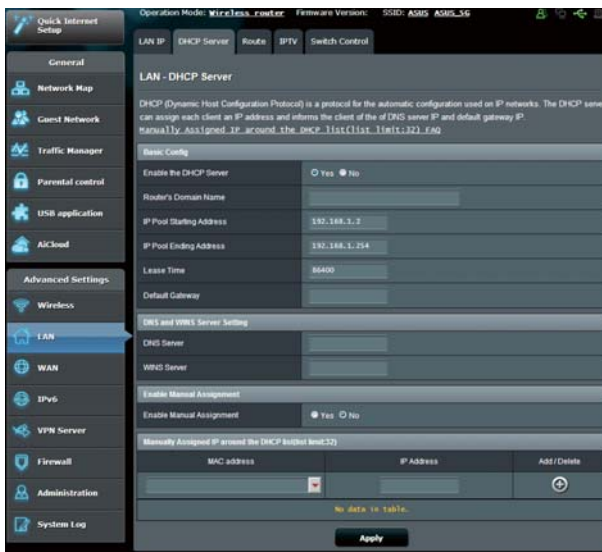 Operation Mode: Wireless router Firmware Version: SSID: ASUS ASUS_5G
Quick Internet
Setup
LAN IP DHCP Server Route IPTV Switch Control
General
Network Map
Guest Network
Traffic Manager
Parental control
USB application
AiCloud
Advanced Settings
Wireless
LAN
WAN
IPv6
VPN Server
Firewall
Administration
System Log
LAN - DHCP Server
DHCP (Dynamic Host Configuration Protocol) is a protocol for the automatic configuration used on IP networks. The DHCP serve
can assign each client an IP address and informs the client of the of DNS server IP and default gateway IP.
Manually Assigned IP around the DHCP list(list limit:32) FAQ
Basic Config
Enable the DHCP Server Yes No
Router's Domain Name
IP Pool Starting Address 192.168.1.2
IP Pool Ending Address 192.168.1.254
Lease Time 86400
Default Gateway
DNS and WINS Server Setting
DNS Server
WINS Server
Enable Manual Assignment
Enable Manual Assignment Yes No
Manually Assigned IP around the DHCP list(list limit:32)
MAC address IP Address Add / Delete
No data in table.
Apply